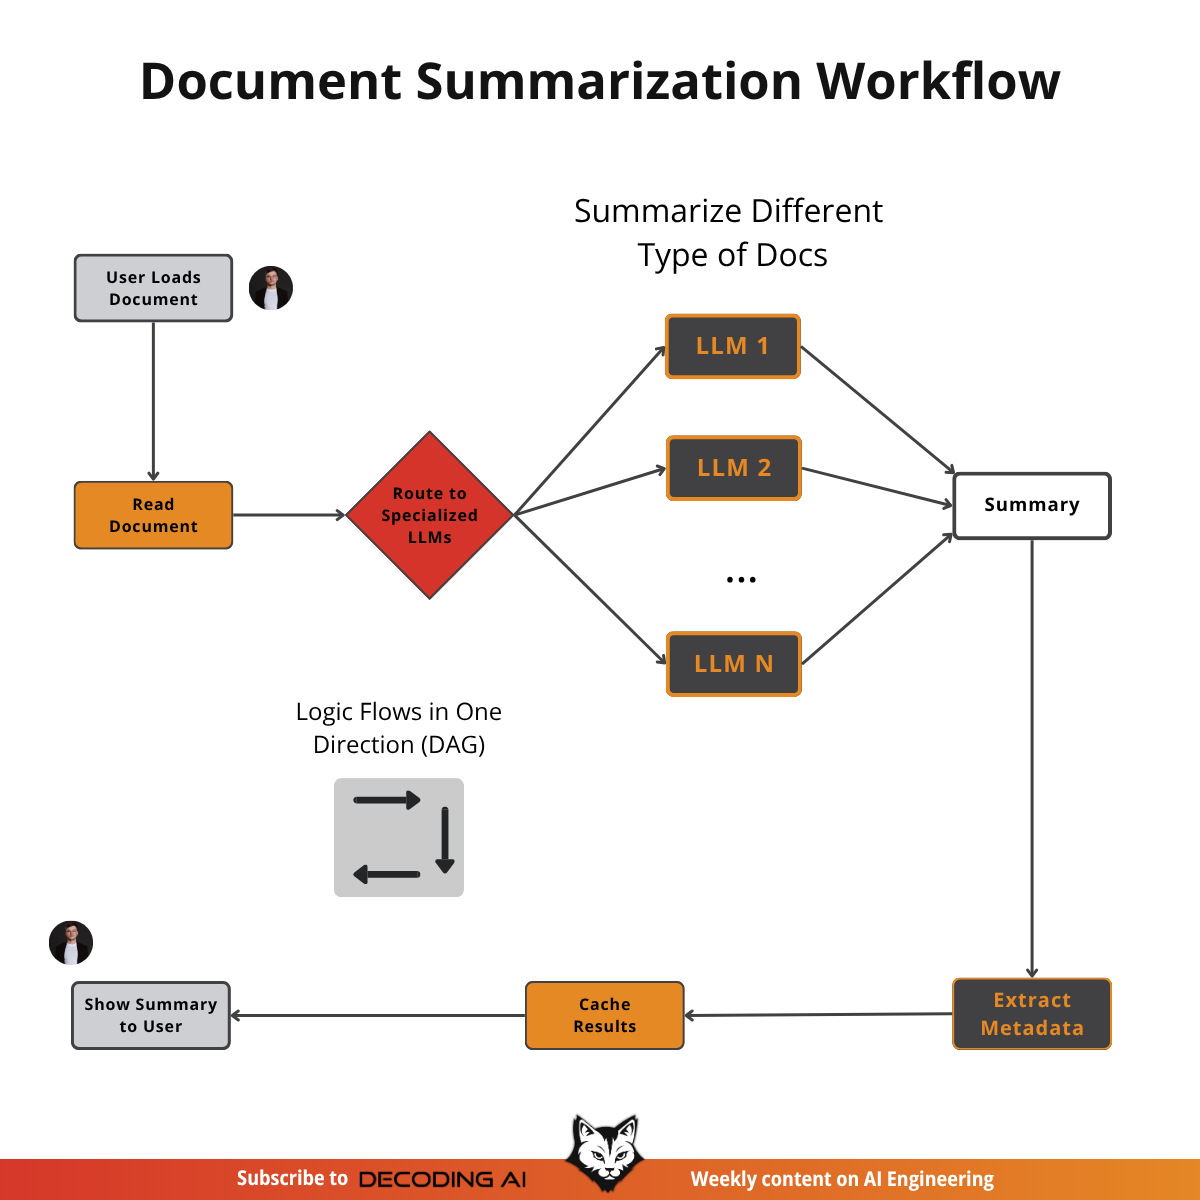 Document Summarization Workflow
Summarize Different
Type of Docs
User Loads
Document
LLM 1
LLM 2
Read
Document
Route to
Specialized
LLMs
Summary
...
LLM N
Logic Flows in One
Direction (DAG)
Show Summary
to User
Cache
Results
Extract
Metadata
Subscribe to DECODING AI
Weekly content on AI Engineering